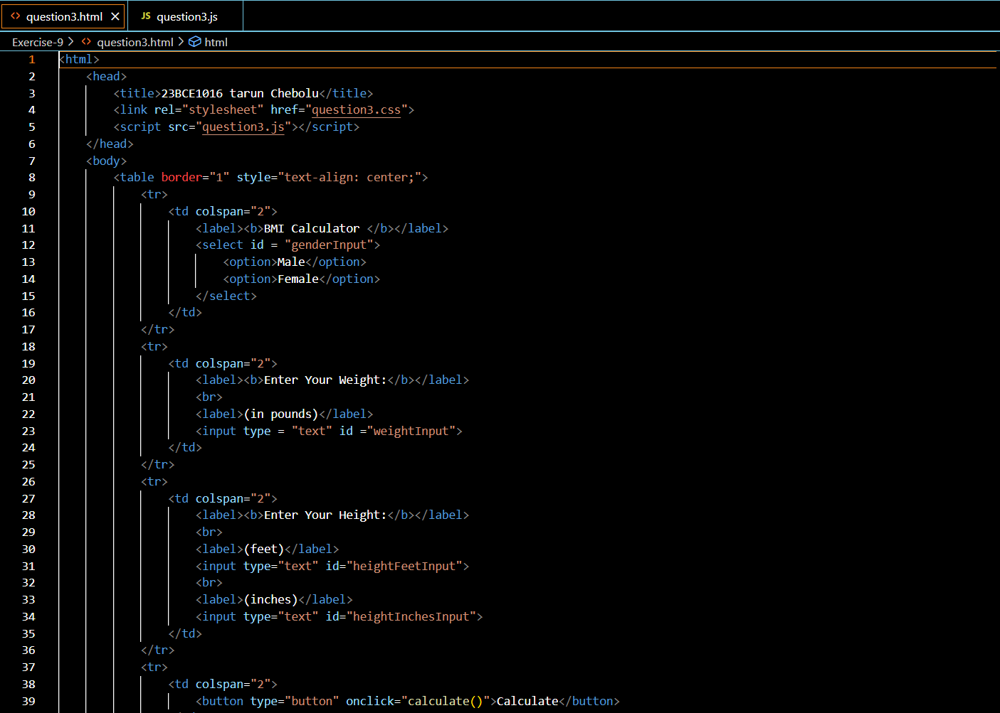 question3.html
JS question3.js
Exercise-9 > question3.html > html
1 <html>
2 <head>
3 <title>23BCE1016 tarun Chebolu</title>
4 <link rel="stylesheet" href="question3.css">
5 <script src="question3.js"></script>
6 </head>
7 <body>
8 <table border="1" style="text-align: center;">
9 <tr>
10 <td colspan="2">
11 <label><b>BMI Calculator </b></label>
12 <select id = "genderInput">
13 <option>Male</option>
14 <option>Female</option>
15 </select>
16 </td>
17 </tr>
18 <tr>
19 <td colspan="2">
20 <label><b>Enter Your Weight:</b></label>
21 <br>
22 <label>(in pounds)</label>
23 <input type = "text" id ="weightInput">
24 </td>
25 </tr>
26 <tr>
27 <td colspan="2">
28 <label><b>Enter Your Height:</b></label>
29 <br>
30 <label>(feet)</label>
31 <input type="text" id="heightFeetInput">
32 <br>
33 <label>(inches)</label>
34 <input type="text" id="heightInchesInput">
35 </td>
36 </tr>
37 <tr>
38 <td colspan="2">
39 <button type="button" onclick="calculate()">Calculate</button>